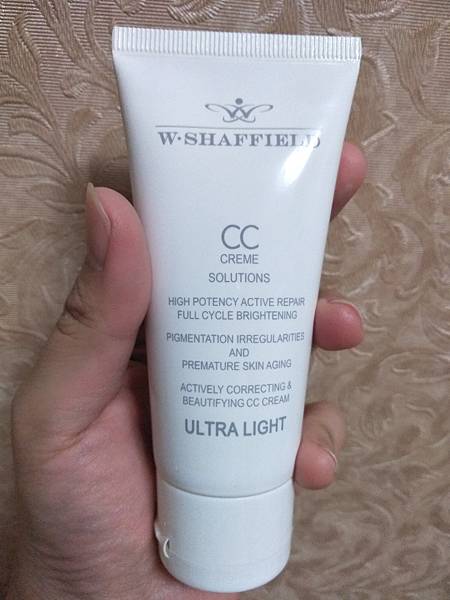 W·SHAFFIELD
CC
CREME
SOLUTIONS
HIGH POTENCY ACTIVE REPAIR
FULL CYCLE BRIGHTENING
PIGMENTATION IRREGULARITIES
AND
PREMATURE SKIN AGING
ACTIVELY CORRECTING &
BEAUTIFYING CC CREAM
ULTRA LIGHT